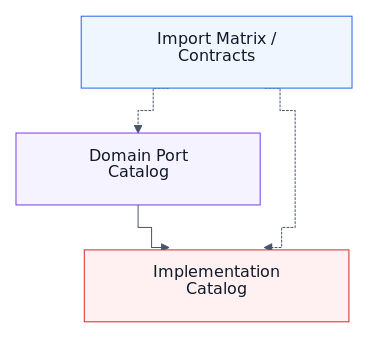 Import Matrix /
Contracts
Domain Port
Catalog
Implementation
Catalog